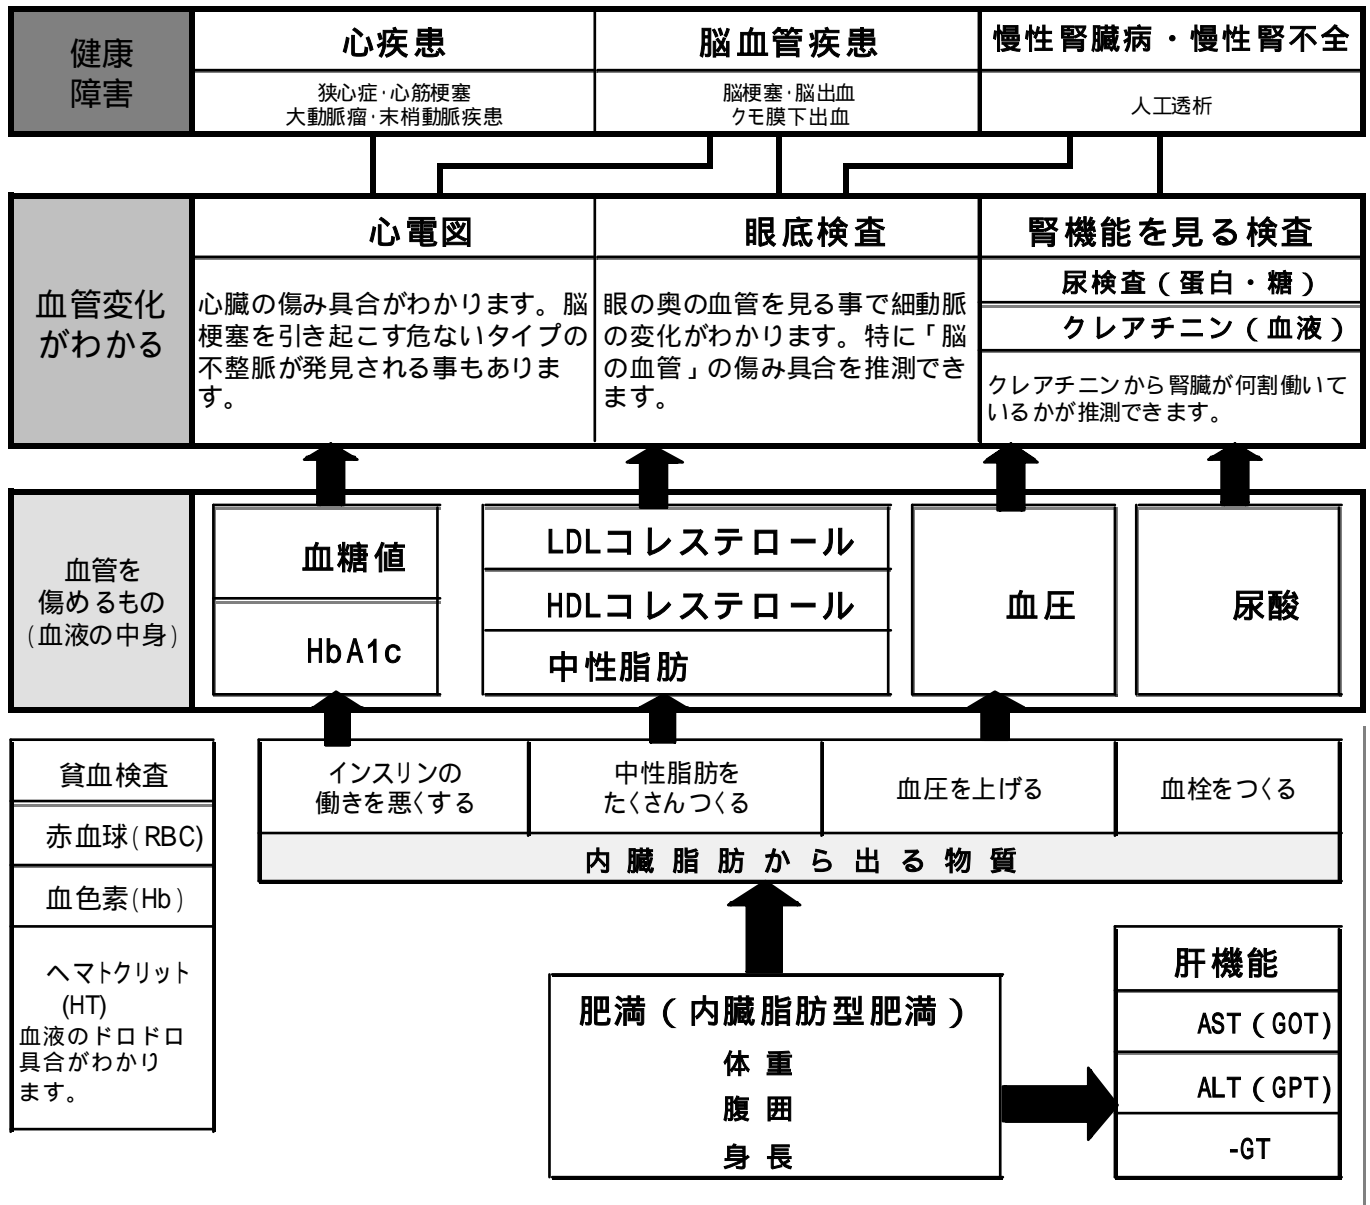 健康
障害
心疾患
狭心症・心筋梗塞
大動脈瘤・末梢動脈疾患
脳血管疾患
脳梗塞・脳出血
クモ膜下出血
慢性腎臓病・慢性腎不全
人工透析
血管変化
がわかる
心電図
心臓の傷み具合がわかります。脳
梗塞を引き起こす危ないタイプの
不整脈が発見される事もありま
す。
眼底検査
眼の奥の血管を見る事で細動脈
の変化がわかります。特に「脳
の血管」の傷み具合を推測でき
ます。
腎機能を見る検査
尿検査(蛋白・糖)
クレアチニン(血液)
クレアチニンから腎臓が何割働いて
いるかが推測できます。
血管を
傷めるもの
(血液の中身)
血糖値
HbA1c
LDLコレステロール
HDLコレステロール
中性脂肪
血圧
尿酸
貧血検査
赤血球(RBC)
血色素(Hb)
ヘマトクリット
(HT)
血液のドロドロ
具合がわかり
ます。
インスリンの
働きを悪くする
中性脂肪を
たくさんつくる
血圧を上げる
血栓をつくる
内臓脂肪から出る物質
肥満(内臓脂肪型肥満)
体重
腹囲
身長
肝機能
AST(GOT)
ALT(GPT)
-GT